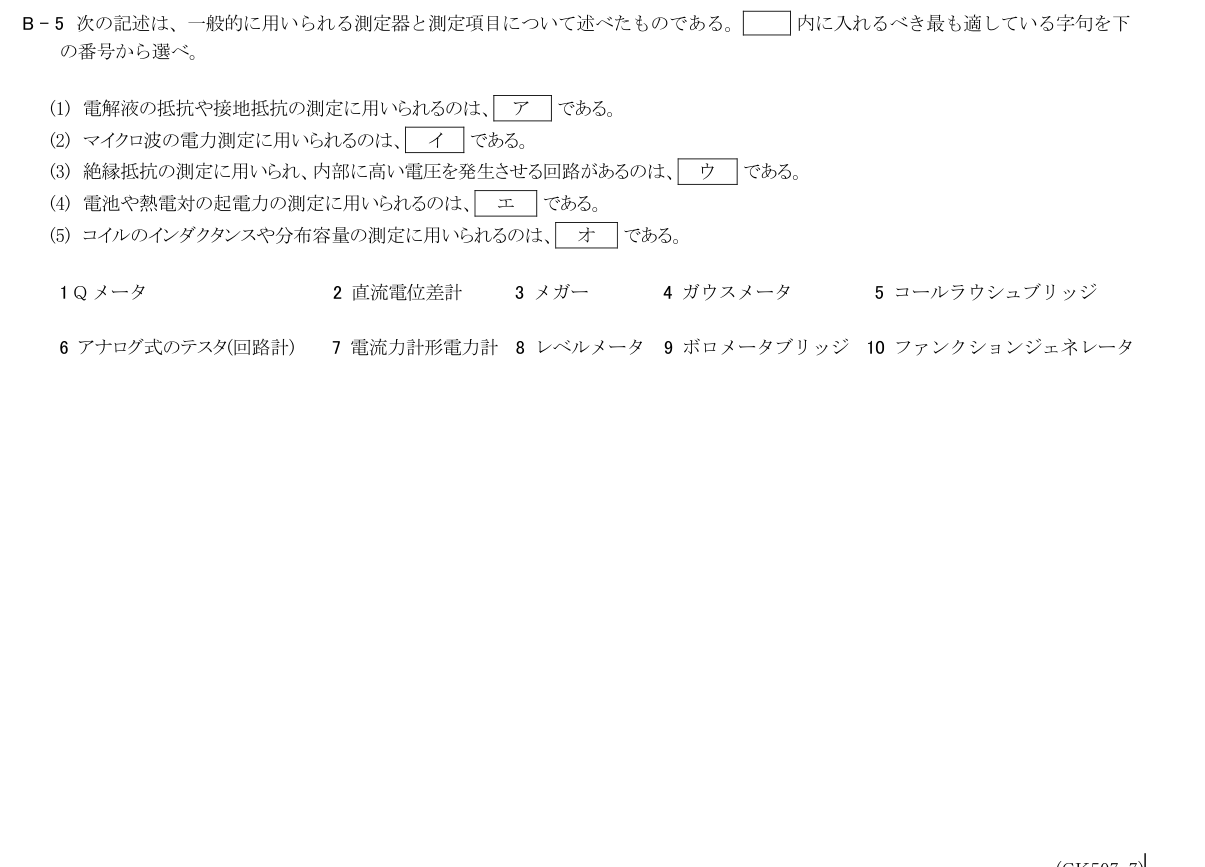 B－5 次の記述は、一般的に用いられる測定器と測定項目について述べたものである。 内に入れるべき最も適している字句を下
の番号から選べ。
(1) 電解液の抵抗や接地抵抗の測定に用いられるのは、 ア である。
(2) マイクロ波の電力測定に用いられるのは、 イ である。
(3) 絶縁抵抗の測定に用いられ、内部に高い電圧を発生させる回路があるのは、 ウ である。
(4) 電池や熱電対の起電力の測定に用いられるのは、 エ である。
(5) コイルのインダクタンスや分布容量の測定に用いられるのは、 オ である。
1 Q メータ 2 直流電位差計 3 メガー 4 ガウスメータ 5 コールラウシュブリッジ
6 アナログ式のテスタ(回路計) 7 電流力計形電力計 8 レベルメータ 9 ボロメータブリッジ 10 ファンクションジェネレータ